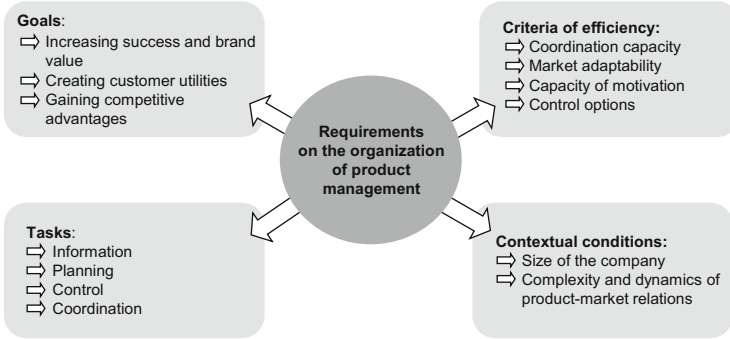 Goals:
Increasing success and brand
value
Creating customer utilities
Gaining competitive
advantages
Criteria of efficiency:
Coordination capacity
Market adaptability
Capacity of motivation
Control options
Requirements
on the organization
of product
management
Tasks:
Information
Planning
Control
Coordination
Contextual conditions:
Size of the company
Complexity and dynamics of
product-market relations